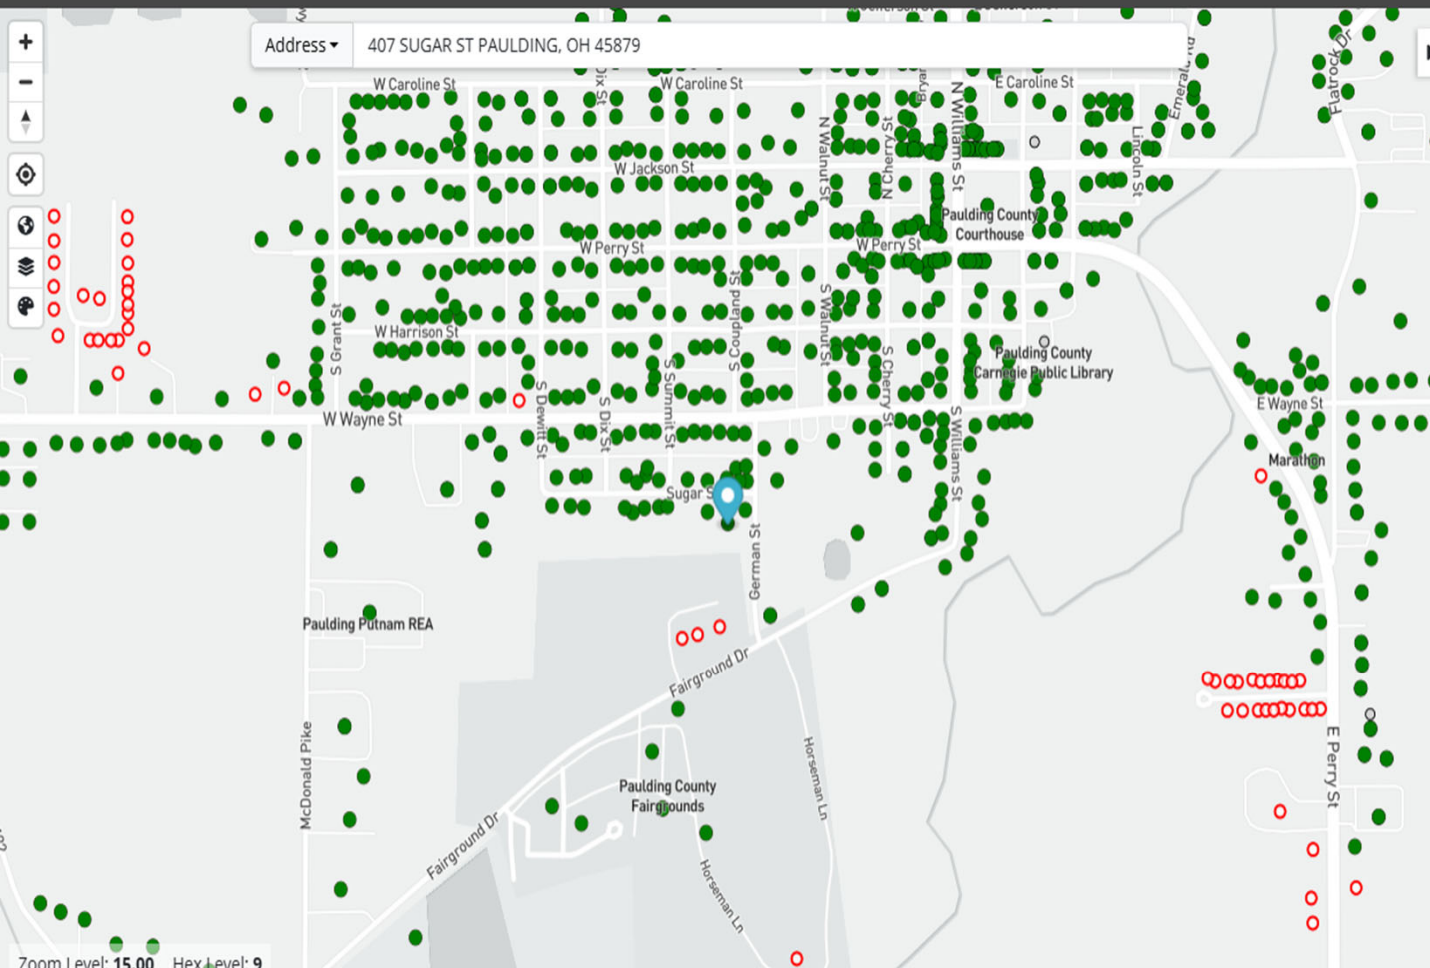 Address
407 SUGAR ST PAULDING, OH 45879
W Caroline St
W Caroline St
E Caroline St
Dix St
Bryan
N Williams St
Emerald Rd
Flatrock Dr
N Walnut St
N Cherry St
Lincoln St
W Jackson St
Paulding County
Courthouse
W Perry St
W Perry St
S Grant St
S Coupland St
S Walnut St
W Harrison St
S Cherry St
Paulding County
Carnegie Public Library
S Dewitt St
S Dix St
S Summit St
W Wayne St
S Williams St
E Wayne St
Marathon
Sugar S
German St
Paulding Putnam REA
Fairground Dr
McDonald Pike
Horseman Ln
E Perry St
Paulding County
Fairgrounds
Fairground Dr
Horseman Ln
Zoom Level: 15.00 Hex Level: 9